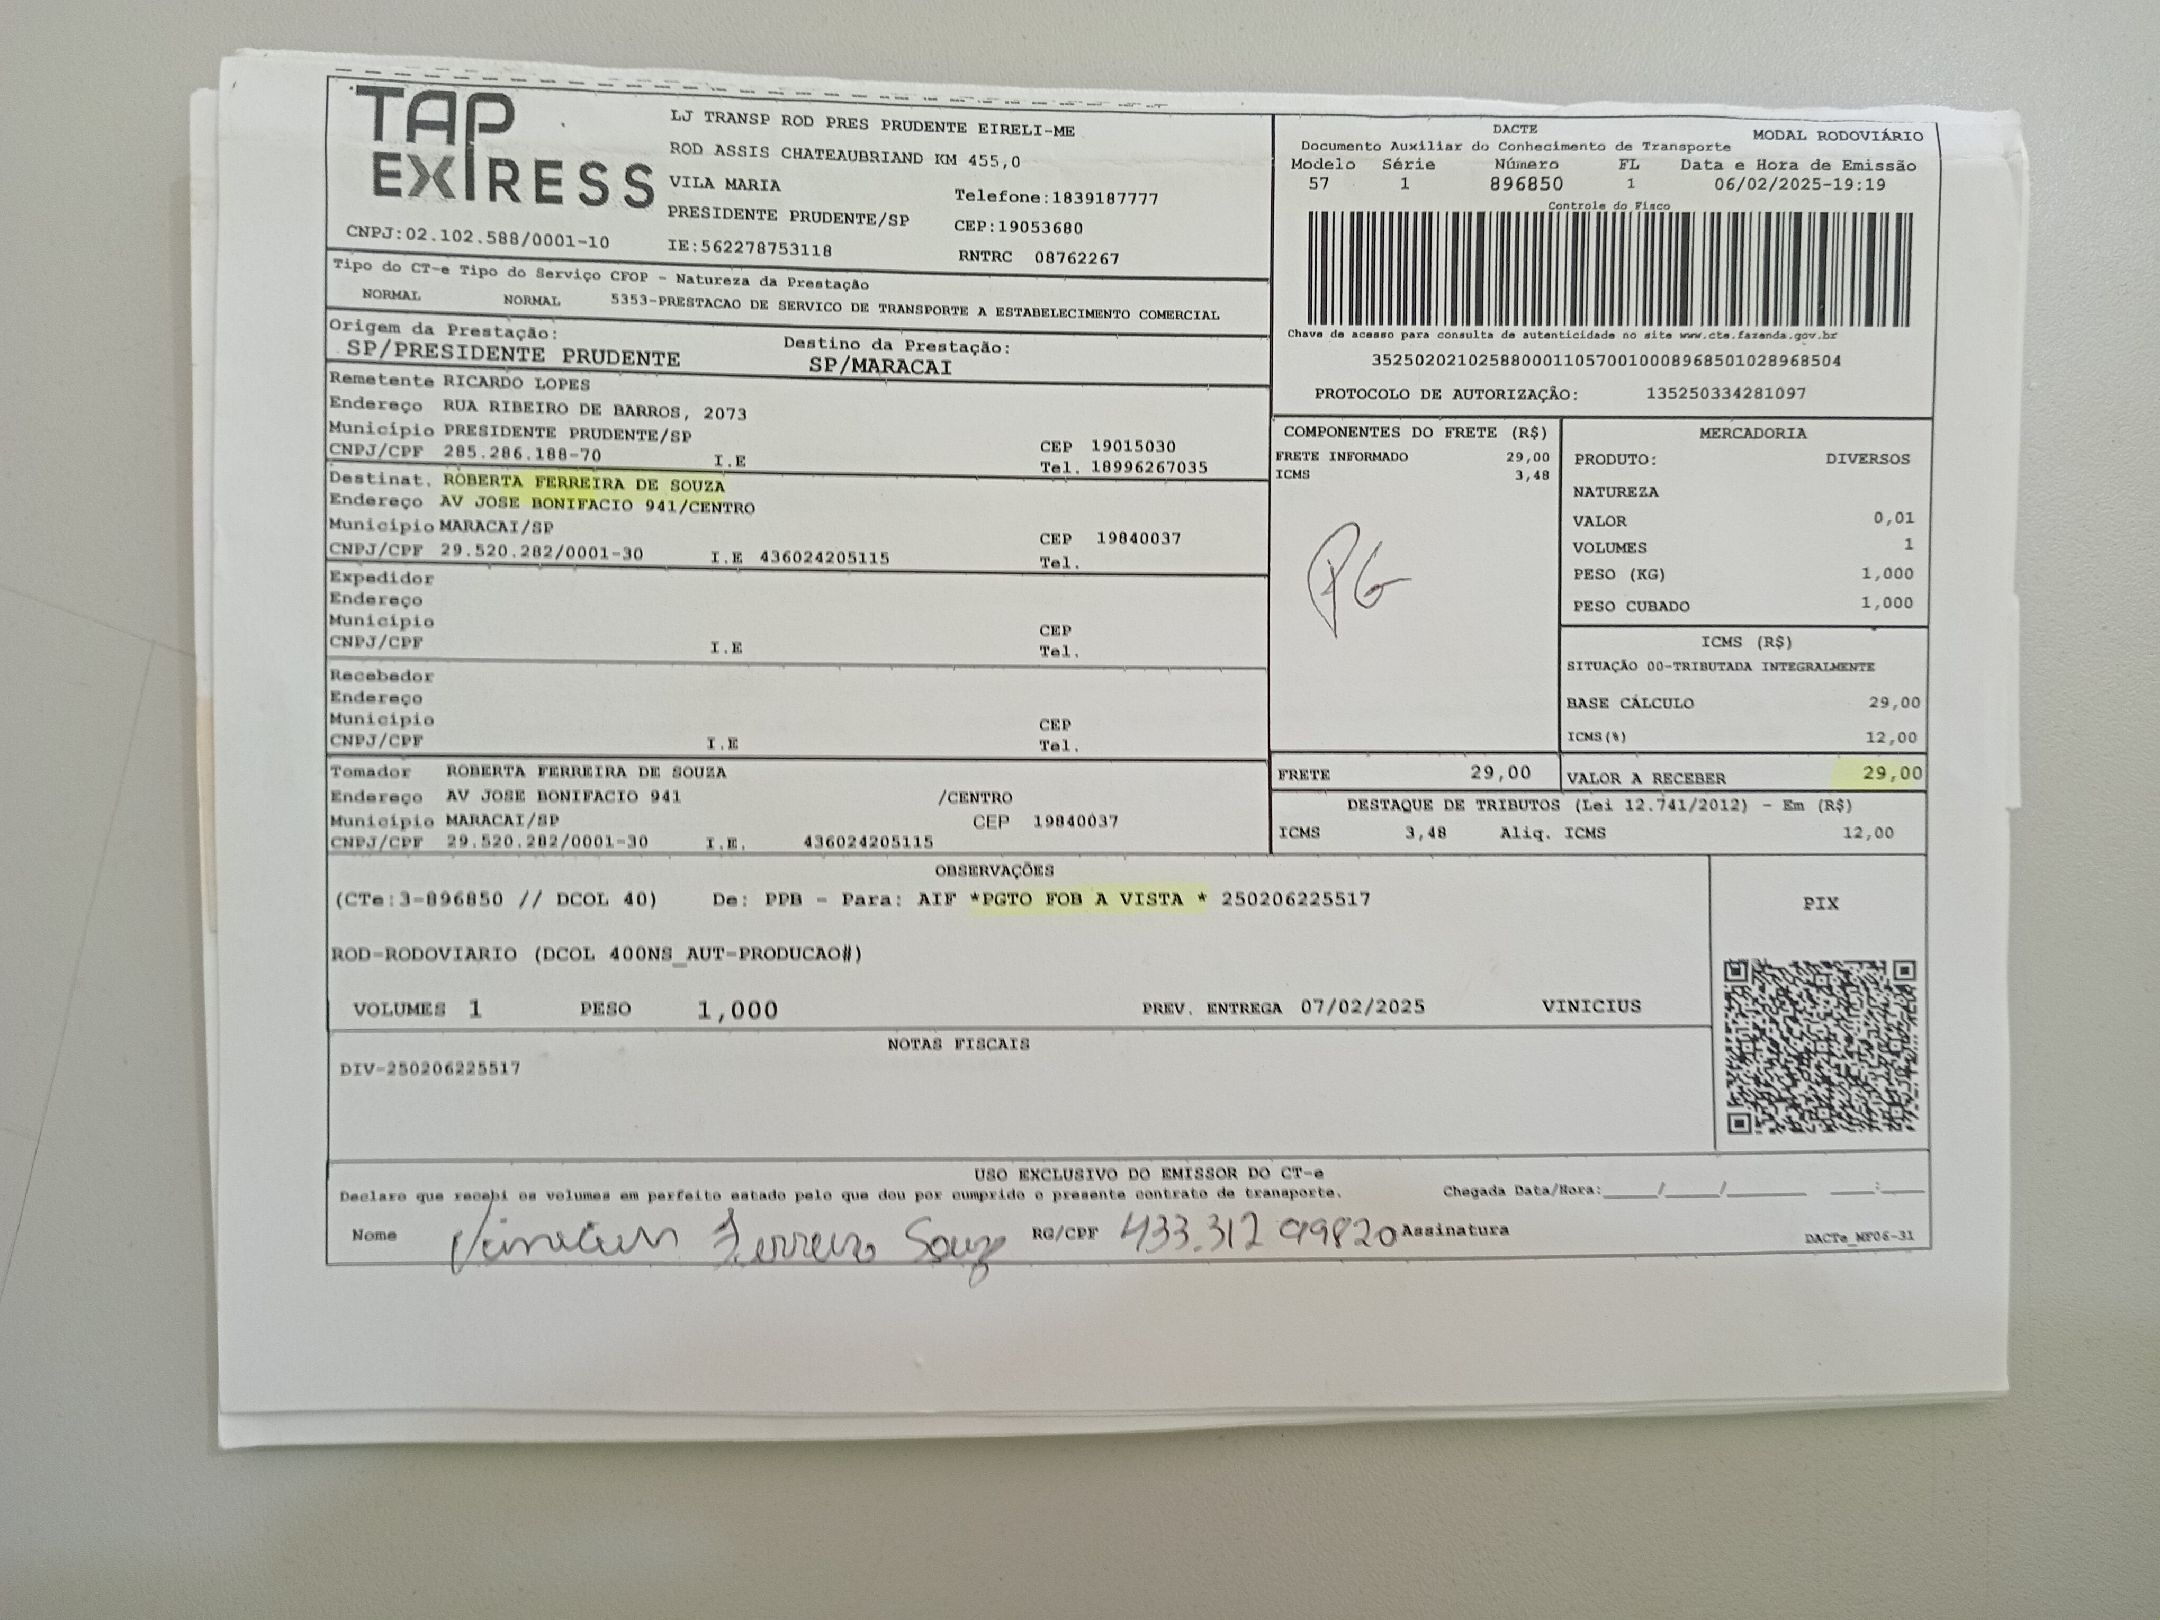 TAP
EXPRESS
CNPJ:02.102.588/0001-10
LJ TRANSP ROD PRES PRUDENTE EIRELI-ME
ROD ASSIS CHATEAUBRIAND KM 455,0
VILA MARIA
Telefone:1839187777
PRESIDENTE PRUDENTE/SP
CEP:19053680
IE:562278753118
RNTRC 08762267
DACTE
MODAL RODOVIÁRIO
Documento Auxiliar do Conhecimento de Transporte
Modelo Série Número FL Data e Hora de Emissão
57 1 896850 1 06/02/2025-19:19
Controle do Fisco
Chave de acesso para consulta de autenticidade no site www.cte.fazenda.gov.br
35250202102588000110570010008968501028968504
PROTOCOLO DE AUTORIZAÇÃO: 135250334281097
Tipo do CT-e Tipo do Serviço CFOP - Natureza da Prestação
NORMAL NORMAL 5353-PRESTACAO DE SERVICO DE TRANSPORTE A ESTABELECIMENTO COMERCIAL
Origem da Prestação: Destino da Prestação:
SP/PRESIDENTE PRUDENTE SP/MARACAI
Remetente RICARDO LOPES
Endereço RUA RIBEIRO DE BARROS, 2073
Município PRESIDENTE PRUDENTE/SP CEP 19015030
CNPJ/CPF 285.286.188-70 I.E Tel. 18996267035
Destinat. ROBERTA FERREIRA DE SOUZA
Endereço AV JOSE BONIFACIO 941/CENTRO
Município MARACAI/SP CEP 19840037
CNPJ/CPF 29.520.282/0001-30 I.E 436024205115 Tel.
Expedidor
Endereço
Município CEP
CNPJ/CPF I.E Tel.
Recebedor
Endereço
Município CEP
CNPJ/CPF I.E Tel.
Tomador ROBERTA FERREIRA DE SOUZA
Endereço AV JOSE BONIFACIO 941 /CENTRO
Município MARACAI/SP CEP 19840037
CNPJ/CPF 29.520.282/0001-30 I.E. 436024205115
COMPONENTES DO FRETE (R$)
FRETE INFORMADO 29,00
ICMS 3,48
PG
MERCADORIA
PRODUTO: DIVERSOS
NATUREZA
VALOR 0,01
VOLUMES 1
PESO (KG) 1,000
PESO CUBADO 1,000
ICMS (R$)
SITUAÇÃO 00-TRIBUTADA INTEGRALMENTE
BASE CÁLCULO 29,00
ICMS(%) 12,00
FRETE 29,00 VALOR A RECEBER 29,00
DESTAQUE DE TRIBUTOS (Lei 12.741/2012) - Em (R$)
ICMS 3,48 Aliq. ICMS 12,00
OBSERVAÇÕES
(CTe:3-896850 // DCOL 40) De: PPB - Para: AIF *PGTO FOB A VISTA * 250206225517
ROD-RODOVIARIO (DCOL 400NS_AUT-PRODUCAO#)
VOLUMES 1 PESO 1,000 PREV. ENTREGA 07/02/2025 VINICIUS
PIX
NOTAS FISCAIS
DIV-250206225517
USO EXCLUSIVO DO EMISSOR DO CT-e
Declaro que recebi os volumes em perfeito estado pelo que dou por cumprido o presente contrato de transporte. Chegada Data/Hora:____/____/______ ___:___
Nome Vinicius Ferreira Souza RG/CPF 433.312 99820 Assinatura
DACTe_MF06-31